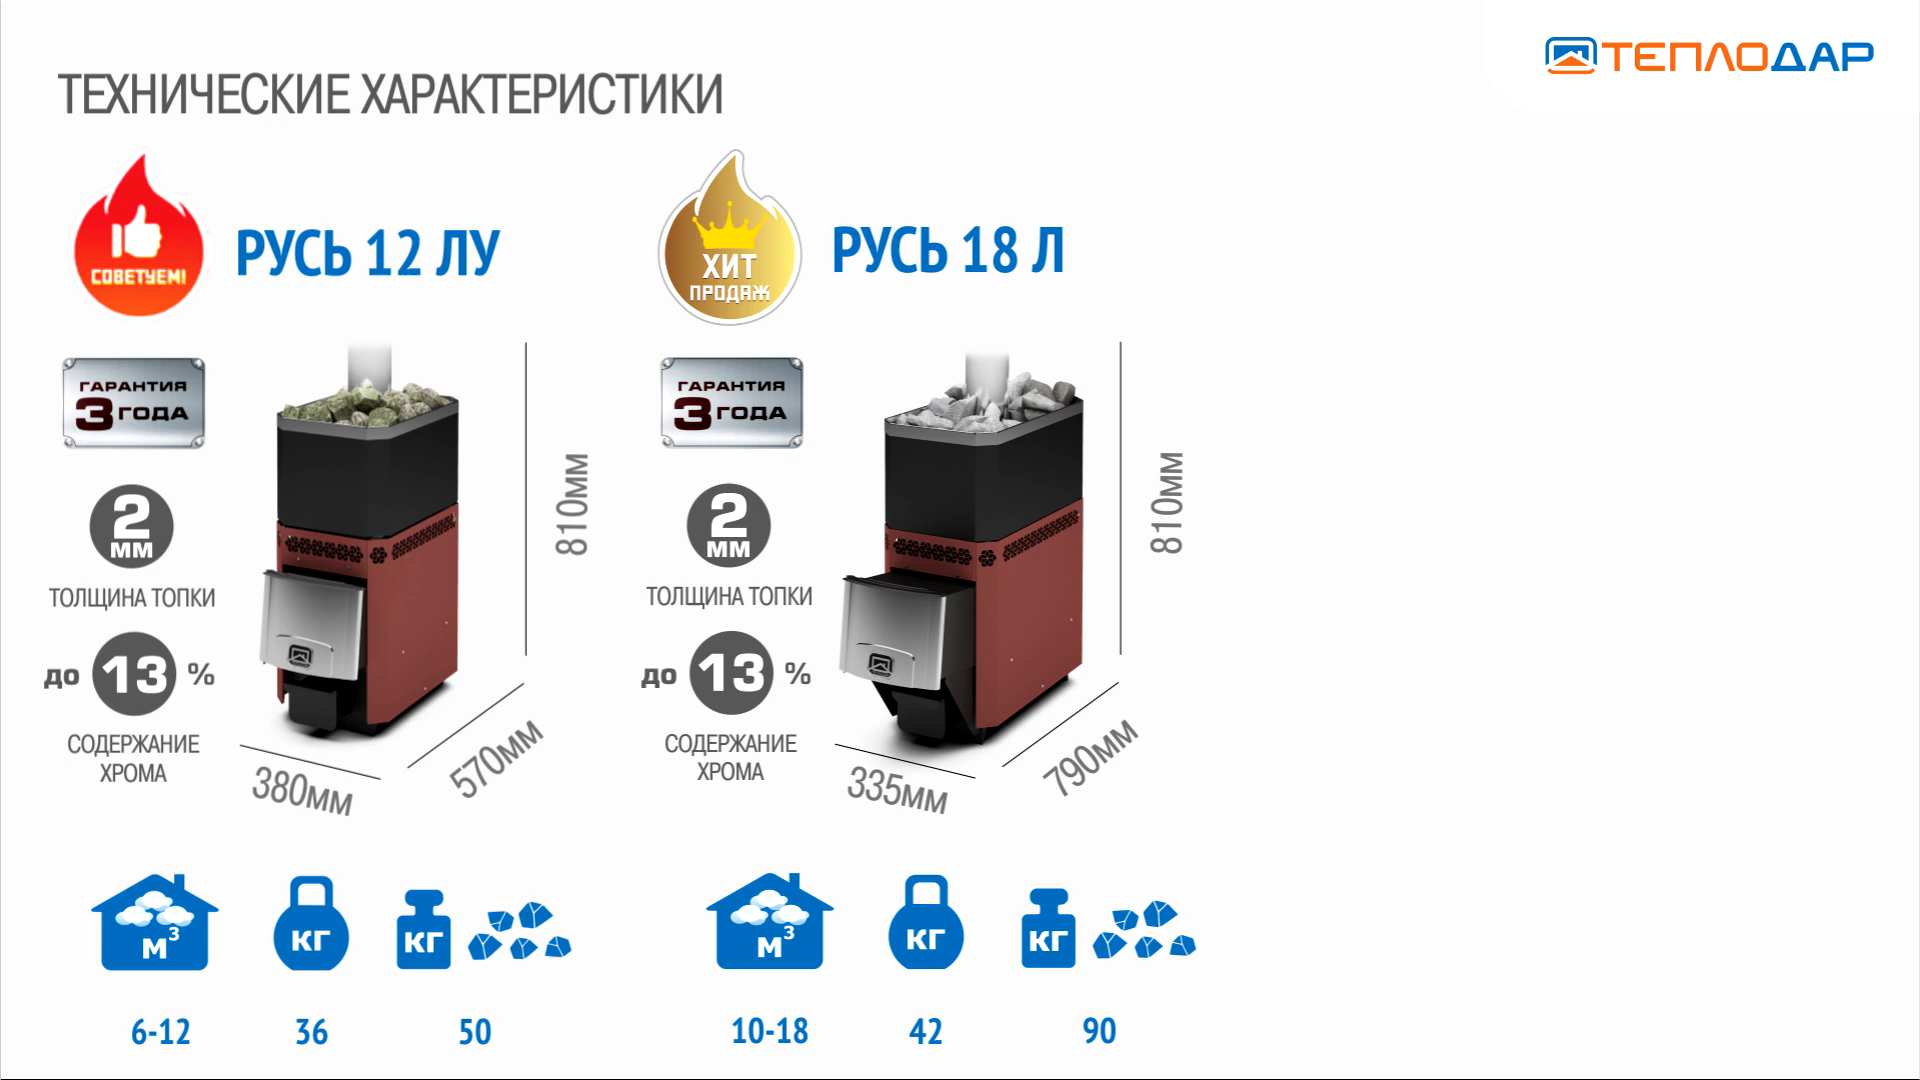 ТЕПЛОДАР
ТЕХНИЧЕСКИЕ ХАРАКТЕРИСТИКИ
СОВЕТУЕМ!
РУСЬ 12 ЛУ
ГАРАНТИЯ
3 ГОДА
2
ММ
ТОЛЩИНА ТОПКИ
до 13 %
СОДЕРЖАНИЕ
ХРОМА
810мм
380мм
570мм
м³
кг
кг
6-12
36
50
ХИТ
ПРОДАЖ
РУСЬ 18 Л
ГАРАНТИЯ
3 ГОДА
2
ММ
ТОЛЩИНА ТОПКИ
до 13 %
СОДЕРЖАНИЕ
ХРОМА
810мм
335мм
790мм
м³
кг
кг
10-18
42
90